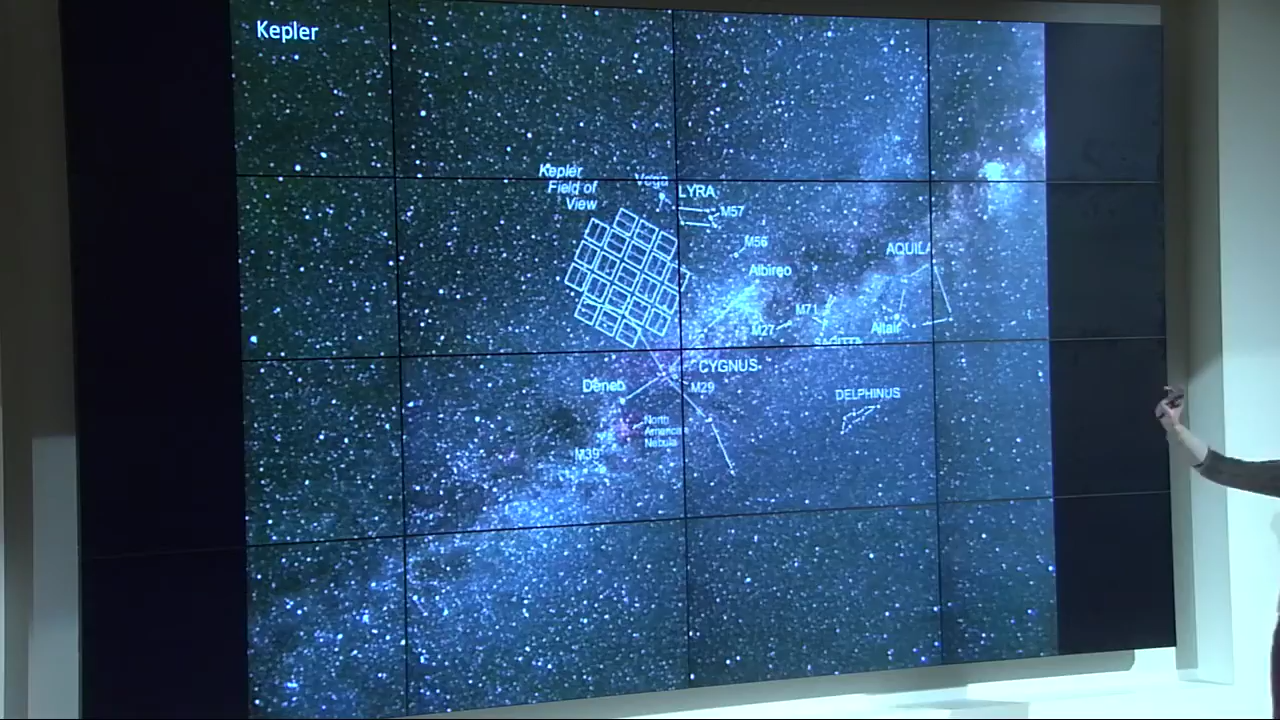 Kepler
Kepler
Field of
View
Vega
LYRA
M57
M56
AQUILA
Albireo
M71
M27
Altair
SAGITTA
CYGNUS
Deneb
M29
DELPHINUS
North
America
Nebula
M39